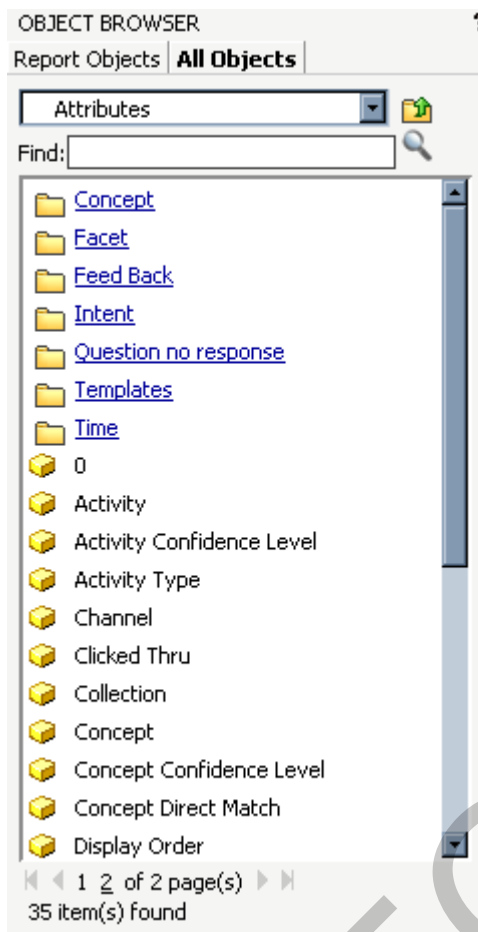 OBJECT BROWSER
Report Objects All Objects
Attributes
Find:
Concept
Facet
Feed Back
Intent
Question no response
Templates
Time
0
Activity
Activity Confidence Level
Activity Type
Channel
Clicked Thru
Collection
Concept
Concept Confidence Level
Concept Direct Match
Display Order
1 2 of 2 page(s)
35 item(s) found